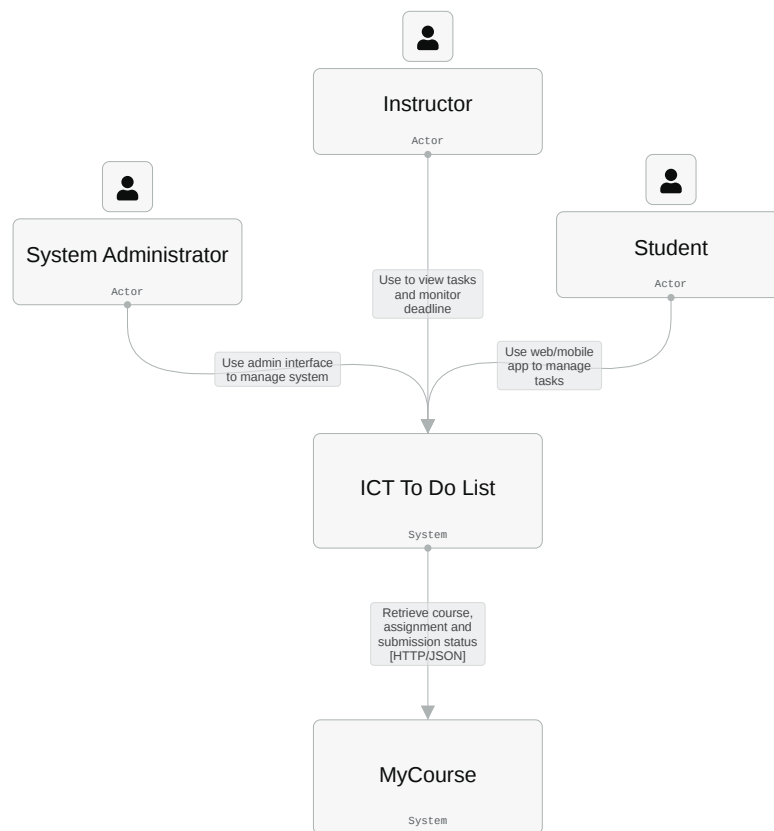 Instructor
Actor
System Administrator
Actor
Student
Actor
Use to view tasks
and monitor
deadline
Use admin interface
to manage system
Use web/mobile
app to manage
tasks
ICT To Do List
System
Retrieve course,
assignment and
submission status
[HTTP/JSON]
MyCourse
System